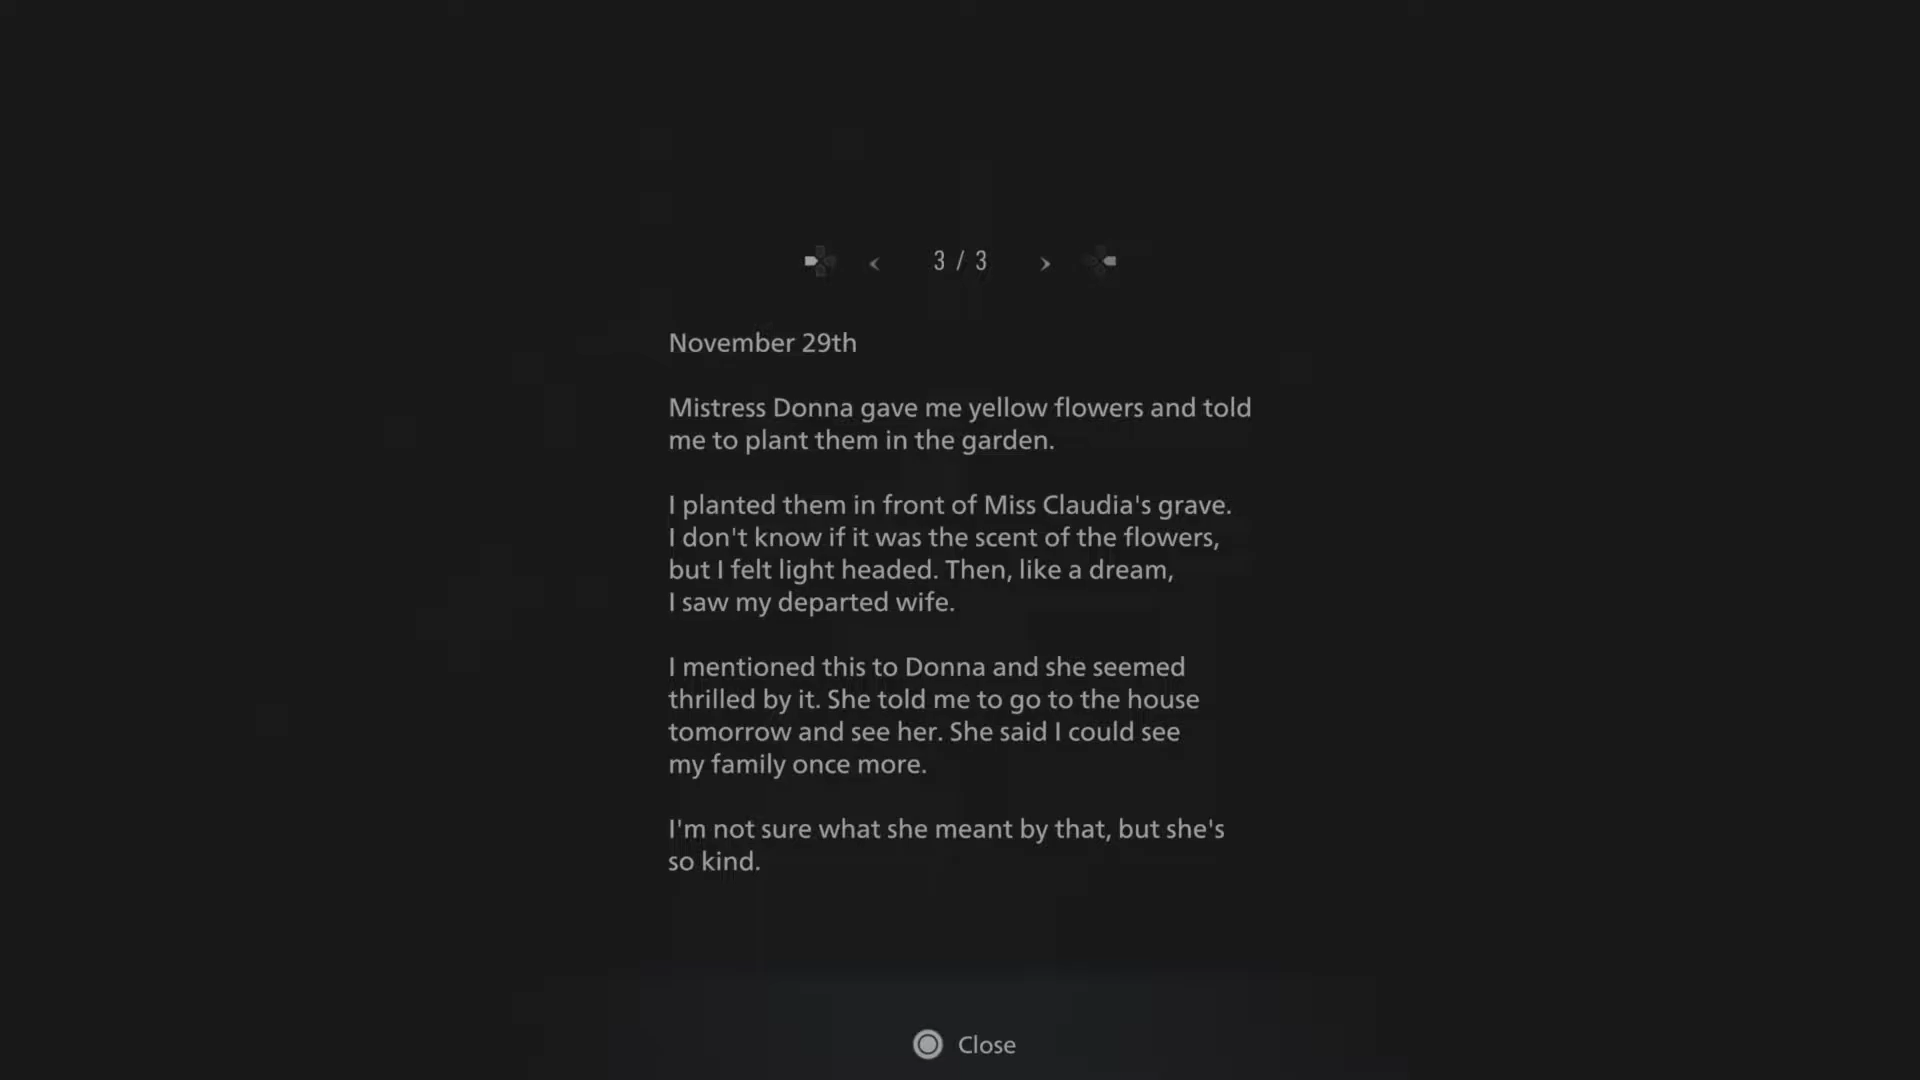 3 / 3
November 29th
Mistress Donna gave me yellow flowers and told
me to plant them in the garden.
I planted them in front of Miss Claudia's grave.
I don't know if it was the scent of the flowers,
but I felt light headed. Then, like a dream,
I saw my departed wife.
I mentioned this to Donna and she seemed
thrilled by it. She told me to go to the house
tomorrow and see her. She said I could see
my family once more.
I'm not sure what she meant by that, but she's
so kind.
Close